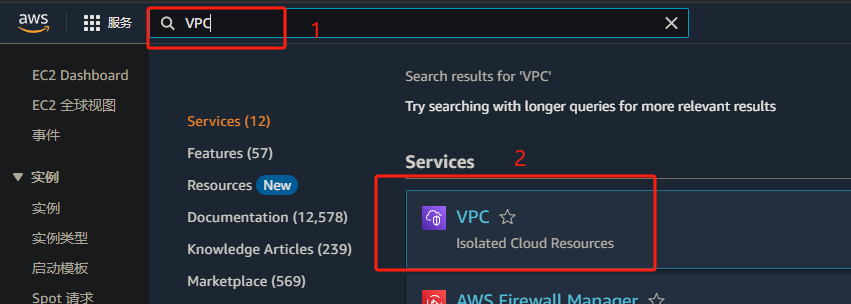 aws
服务
VPC
1
EC2 Dashboard
EC2 全球视图
事件
实例
实例
实例类型
启动模板
Spot 请求
Services (12)
Features (57)
Resources New
Documentation (12,578)
Knowledge Articles (239)
Marketplace (569)
Search results for 'VPC'
Try searching with longer queries for more relevant results
Services
2
VPC
Isolated Cloud Resources
AWS Firewall Manager